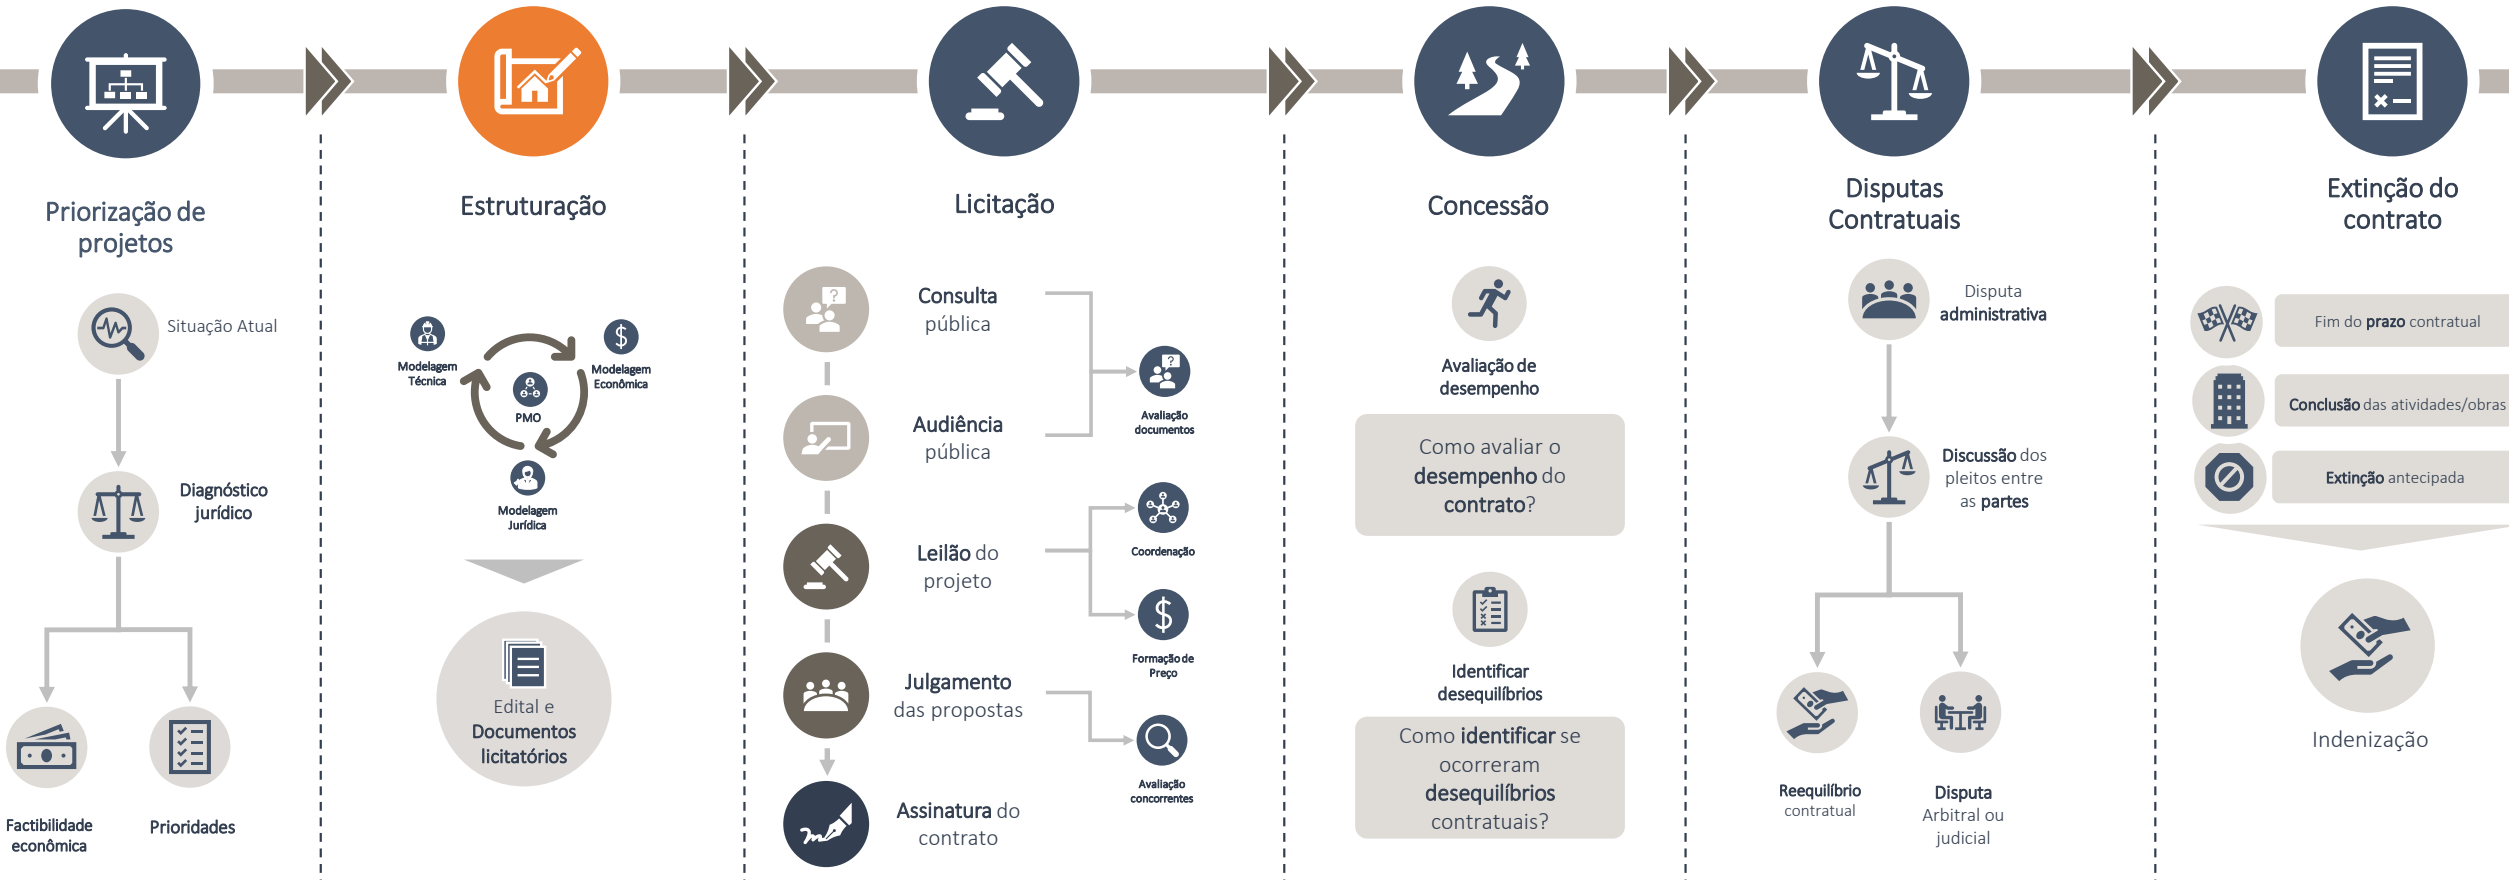 Priorização de
projetos
Situação Atual
Diagnóstico
jurídico
Factibilidade
econômica
Prioridades
Estruturação
Modelagem
Técnica
Modelagem
Econômica
PMO
Modelagem
Jurídica
Edital e
Documentos
licitatórios
Licitação
Consulta
pública
Audiência
pública
Avaliação
documentos
Leilão do
projeto
Coordenação
Formação de
Preço
Julgamento
das propostas
Avaliação
concorrentes
Assinatura do
contrato
Concessão
Avaliação de
desempenho
Como avaliar o
desempenho do
contrato?
Identificar
desequilíbrios
Como identificar se
ocorreram
desequilíbrios
contratuais?
Disputas
Contratuais
Disputa
administrativa
Discussão dos
pleitos entre
as partes
Reequilíbrio
contratual
Disputa
Arbitral ou
judicial
Extinção do
contrato
Fim do prazo contratual
Conclusão das atividades/obras
Extinção antecipada
Indenização